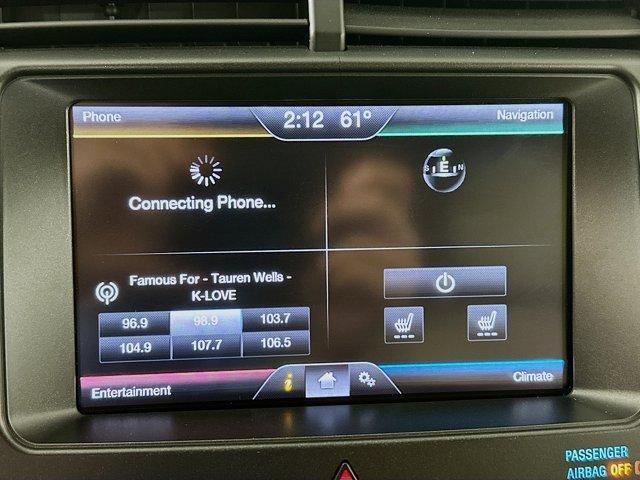 Phone
2:12 61°
Navigation
S E N
Connecting Phone...
Famous For - Tauren Wells -
K-LOVE
96.9 98.9 103.7
104.9 107.7 106.5
Entertainment
i
Climate
PASSENGER
AIRBAG OFF